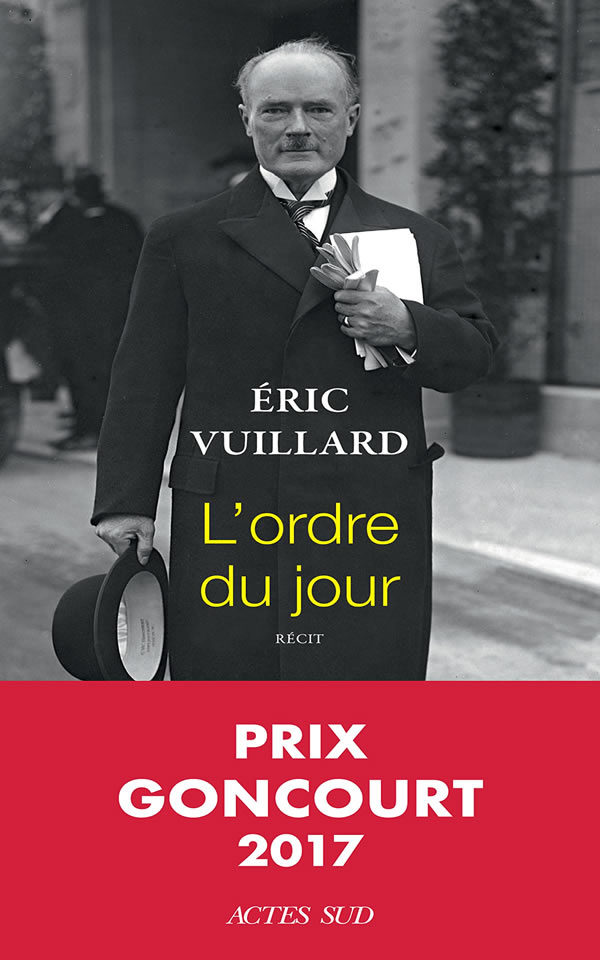 ÉRIC
VUILLARD
L'ordre
du jour
RÉCIT
PRIX
GONCOURT
2017
ACTES SUD